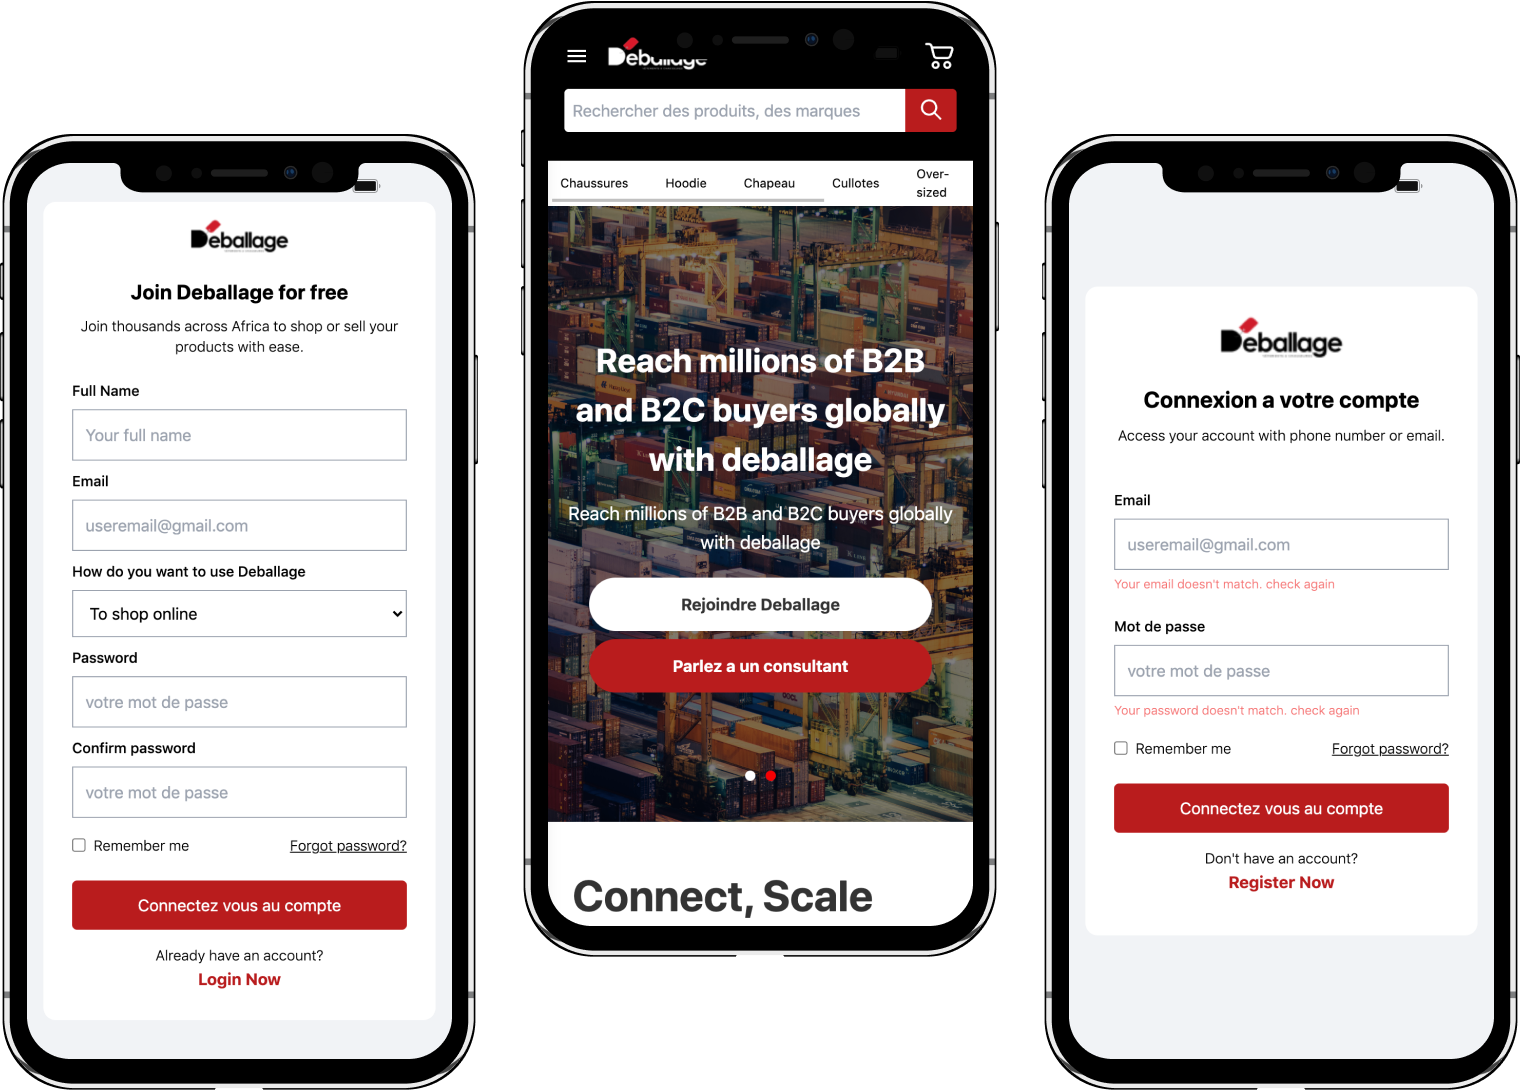 Deballage
Join Deballage for free
Join thousands across Africa to shop or sell your
products with ease.
Full Name
Your full name
Email
useremail@gmail.com
How do you want to use Deballage
To shop online
Password
votre mot de passe
Confirm password
votre mot de passe
Remember me
Forgot password?
Connectez vous au compte
Already have an account?
Login Now
Deballage
Rechercher des produits, des marques
Chaussures
Hoodie
Chapeau
Cullotes
Over-
sized
Reach millions of B2B
and B2C buyers globally
with deballage
Reach millions of B2B and B2C buyers globally
with deballage
Rejoindre Deballage
Parlez a un consultant
Connect, Scale
Deballage
Connexion a votre compte
Access your account with phone number or email.
Email
useremail@gmail.com
Your email doesn't match. check again
Mot de passe
votre mot de passe
Your password doesn't match. check again
Remember me
Forgot password?
Connectez vous au compte
Don't have an account?
Register Now